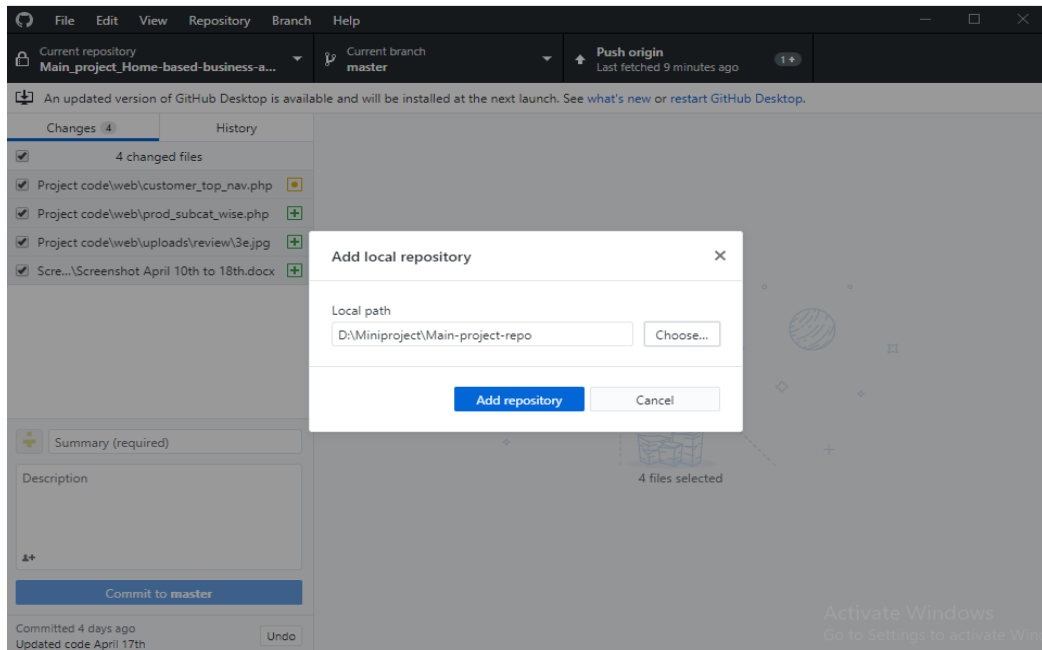 File Edit View Repository Branch Help
Current repository
Main_project_Home-based-business-a...
Current branch
master
Push origin
Last fetched 9 minutes ago
1
An updated version of GitHub Desktop is available and will be installed at the next launch. See what's new or restart GitHub Desktop.
Changes 4 History
4 changed files
Project code\web\customer_top_nav.php
Project code\web\prod_subcat_wise.php
Project code\web\uploads\review\3e.jpg
Scre...\Screenshot April 10th to 18th.docx
Add local repository
Local path
D:\Miniproject\Main-project-repo
Choose...
Add repository
Cancel
Summary (required)
Description
4 files selected
Commit to master
Committed 4 days ago
Updated code April 17th
Undo
Activate Windows
Go to Settings to activate Win